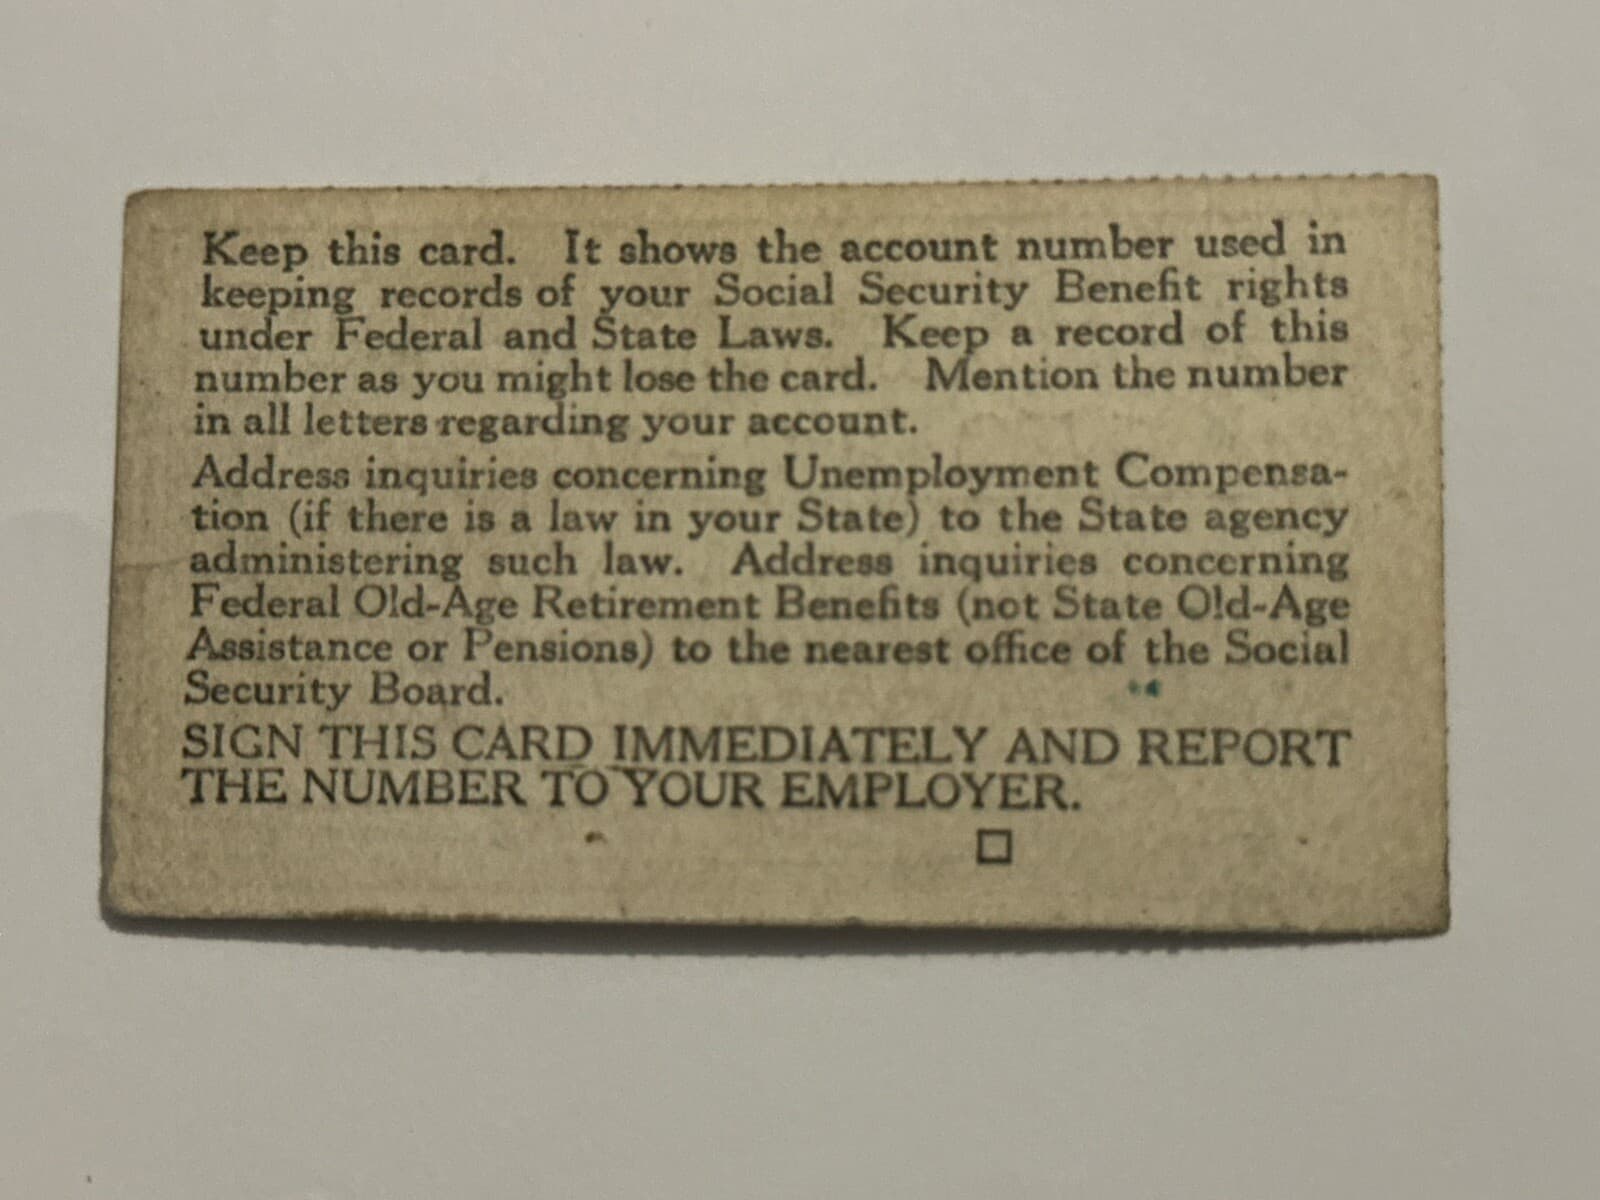 Keep this card. It shows the account number used in
keeping records of your Social Security Benefit rights
under Federal and State Laws. Keep a record of this
number as you might lose the card. Mention the number
in all letters regarding your account.
Address inquiries concerning Unemployment Compensa-
tion (if there is a law in your State) to the State agency
administering such law. Address inquiries concerning
Federal Old-Age Retirement Benefits (not State Old-Age
Assistance or Pensions) to the nearest office of the Social
Security Board.
SIGN THIS CARD IMMEDIATELY AND REPORT
THE NUMBER TO YOUR EMPLOYER.